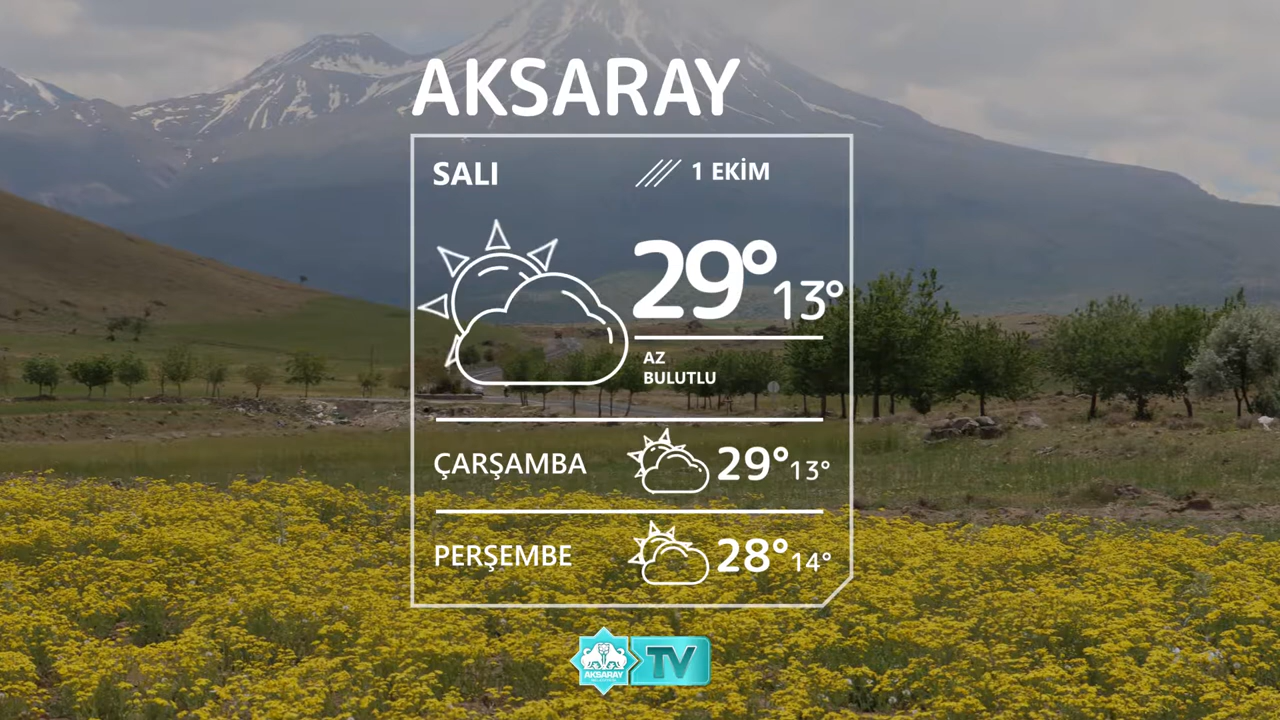 AKSARAY
SALI
1 EKİM
29° 13°
AZ
BULUTLU
ÇARŞAMBA 29° 13°
PERŞEMBE 28° 14°
AKSARAY
TV